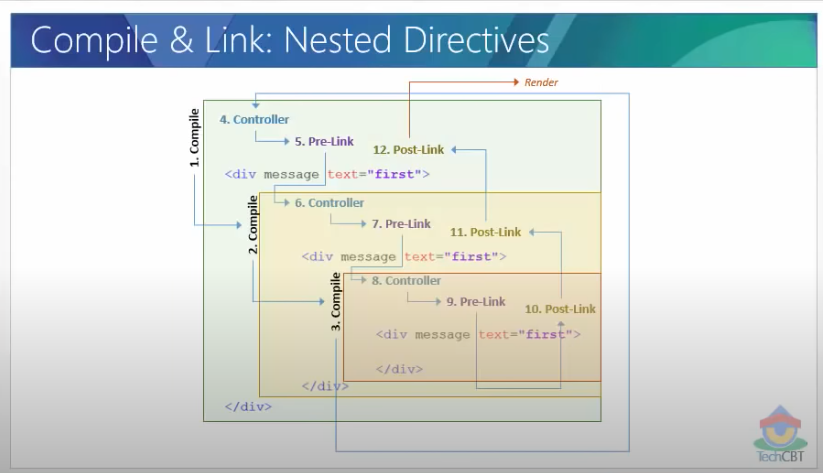 Compile & Link: Nested Directives
Render
1. Compile
4. Controller
5. Pre-Link
12. Post-Link
<div message text="first">
2. Compile
6. Controller
7. Pre-Link
11. Post-Link
<div message text="first">
3. Compile
8. Controller
9. Pre-Link
10. Post-Link
<div message text="first">
</div>
</div>
</div>
TechCBT